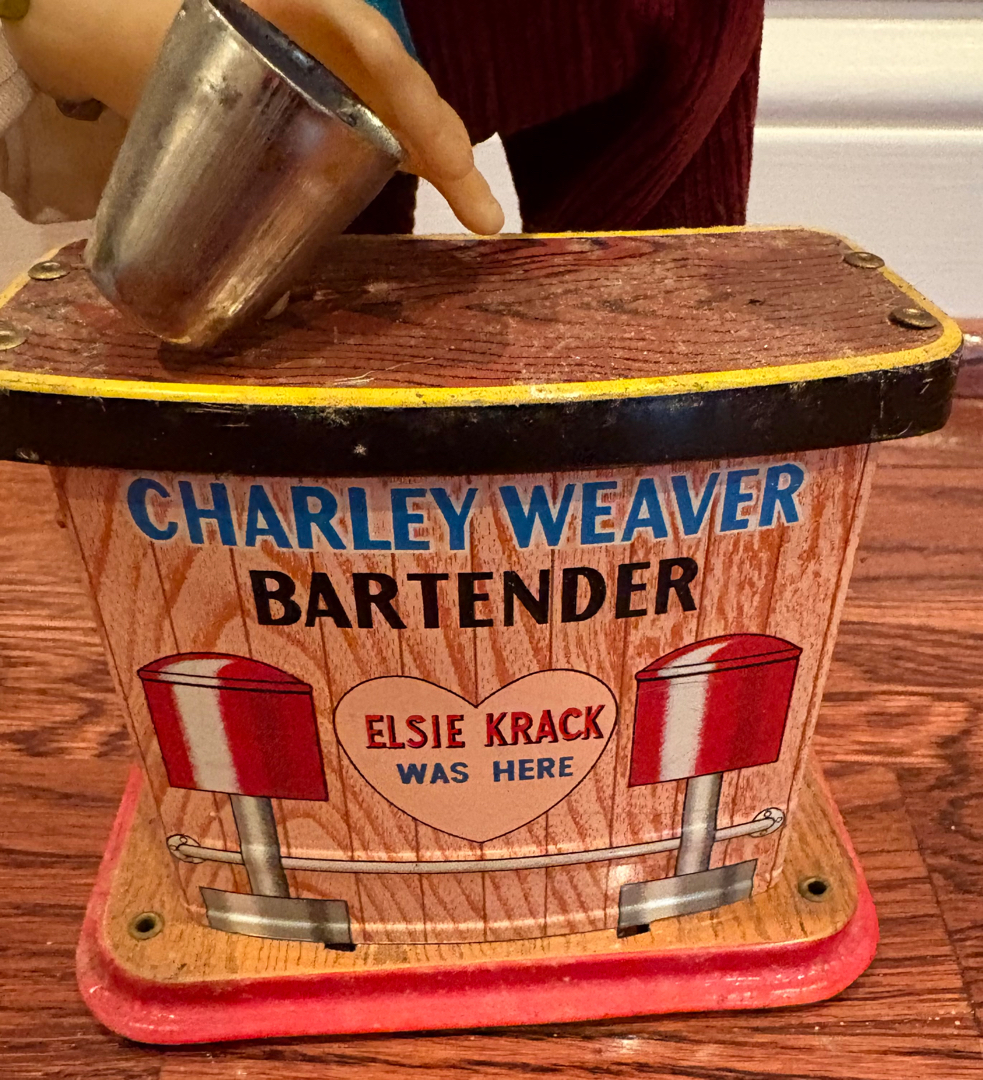 CHARLEY WEAVER
BARTENDER
ELSIE KRACK
WAS HERE